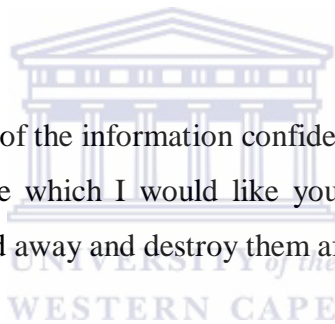 of the information confide
e which I would like you
d away and destroy them a
UNIVERSITY of the
WESTERN CAPE